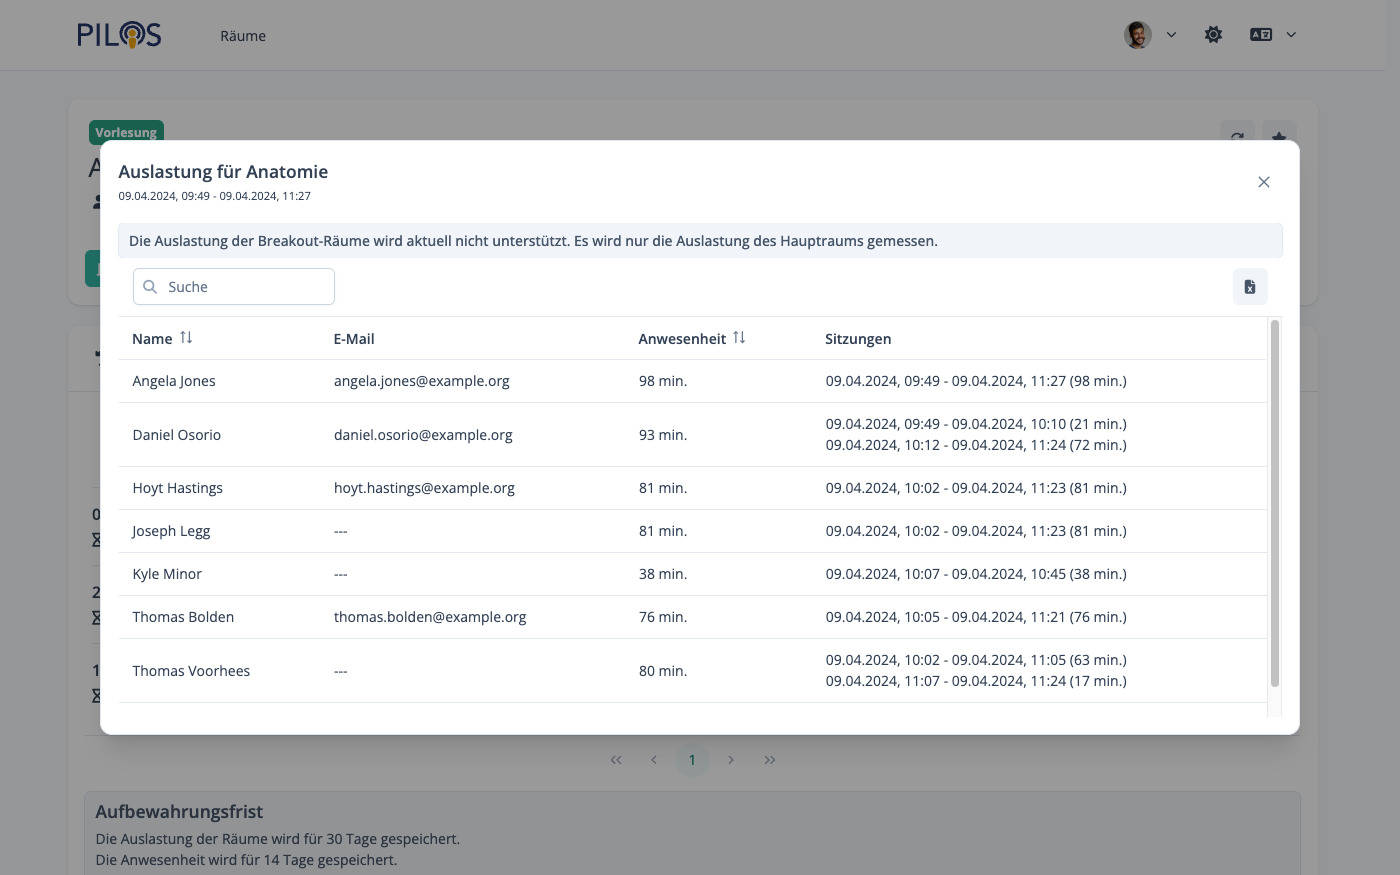 PILOS
Räume
Vorlesung
Auslastung für Anatomie
09.04.2024, 09:49 - 09.04.2024, 11:27
Die Auslastung der Breakout-Räume wird aktuell nicht unterstützt. Es wird nur die Auslastung des Hauptraums gemessen.
Suche
Name E-Mail Anwesenheit Sitzungen
Angela Jones angela.jones@example.org 98 min. 09.04.2024, 09:49 - 09.04.2024, 11:27 (98 min.)
Daniel Osorio daniel.osorio@example.org 93 min. 09.04.2024, 09:49 - 09.04.2024, 10:10 (21 min.)
09.04.2024, 10:12 - 09.04.2024, 11:24 (72 min.)
Hoyt Hastings hoyt.hastings@example.org 81 min. 09.04.2024, 10:02 - 09.04.2024, 11:23 (81 min.)
Joseph Legg --- 81 min. 09.04.2024, 10:02 - 09.04.2024, 11:23 (81 min.)
Kyle Minor --- 38 min. 09.04.2024, 10:07 - 09.04.2024, 10:45 (38 min.)
Thomas Bolden thomas.bolden@example.org 76 min. 09.04.2024, 10:05 - 09.04.2024, 11:21 (76 min.)
Thomas Voorhees --- 80 min. 09.04.2024, 10:02 - 09.04.2024, 11:05 (63 min.)
09.04.2024, 11:07 - 09.04.2024, 11:24 (17 min.)
1
Aufbewahrungsfrist
Die Auslastung der Räume wird für 30 Tage gespeichert.
Die Anwesenheit wird für 14 Tage gespeichert.